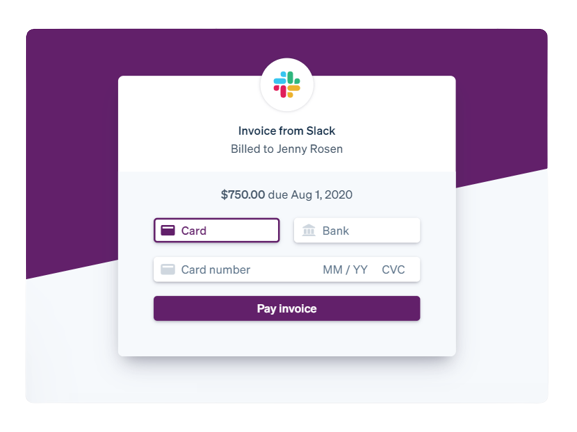 Invoice from Slack
Billed to Jenny Rosen
$750.00 due Aug 1, 2020
Card
Bank
Card number MM / YY CVC
Pay invoice